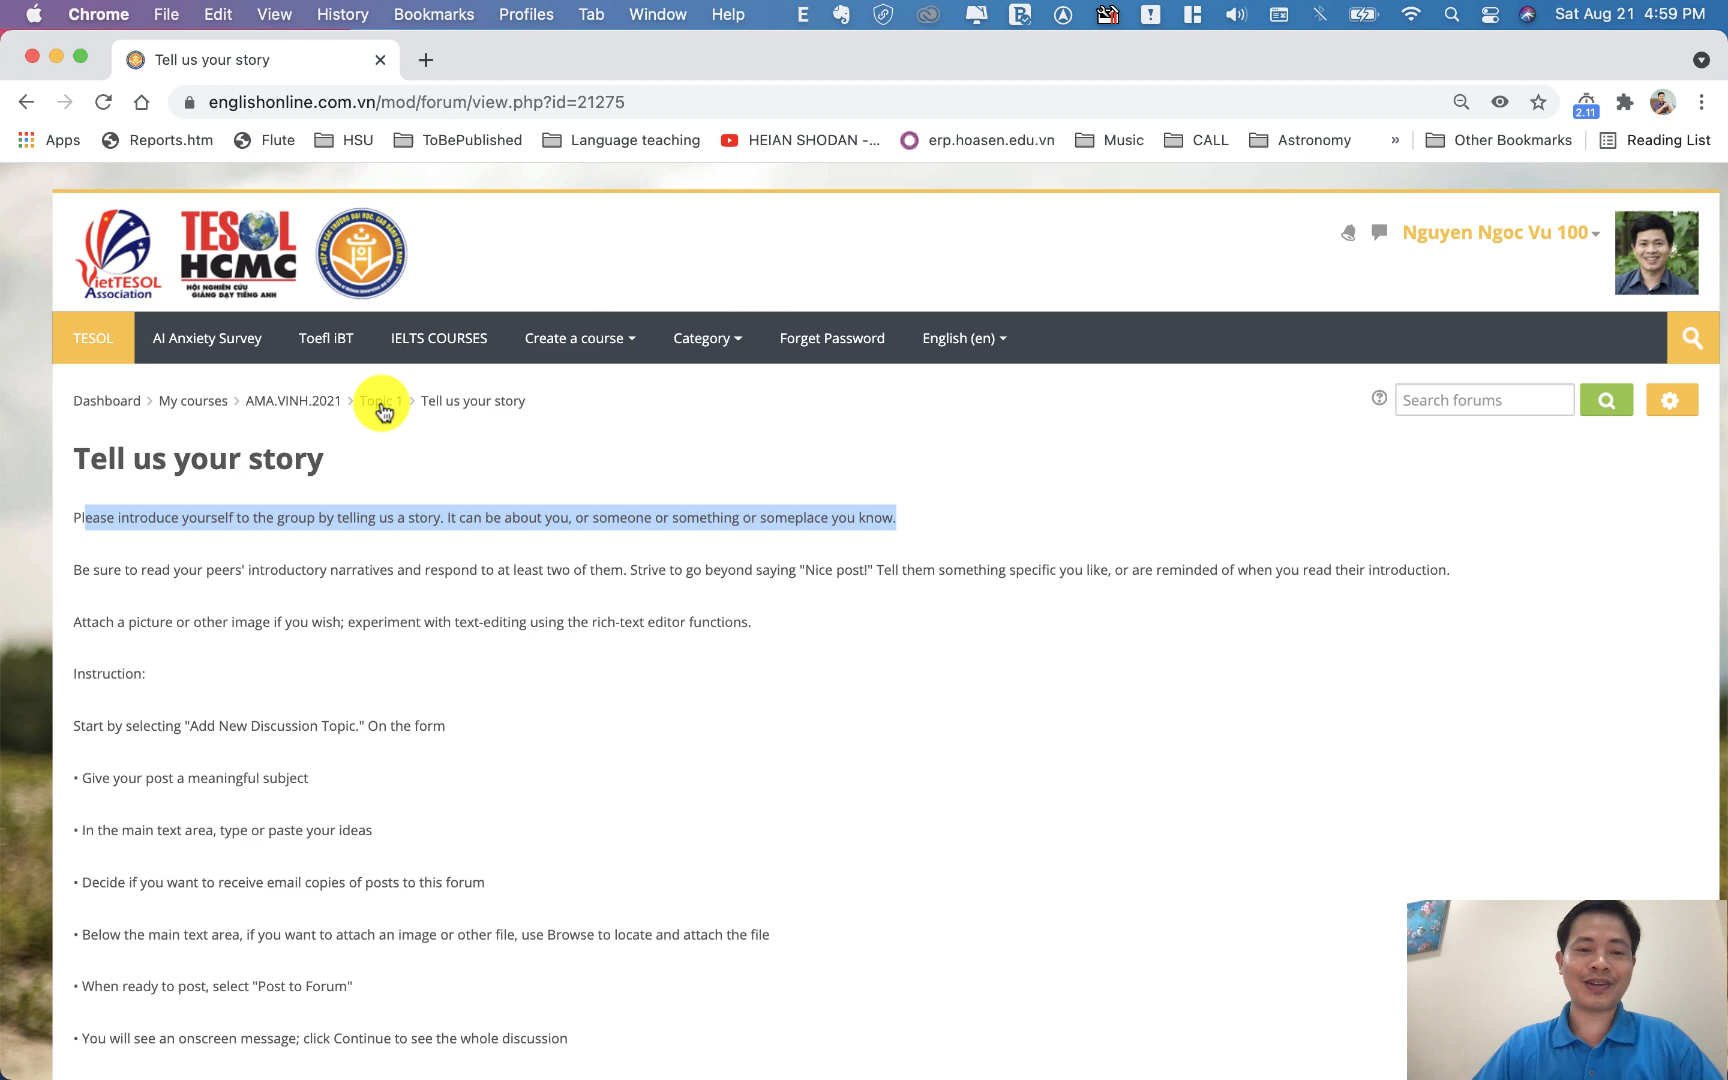 Chrome File Edit View History Bookmarks Profiles Tab Window Help Sat Aug 21 4:59 PM
Tell us your story
englishonline.com.vn/mod/forum/view.php?id=21275
2.11
Apps Reports.htm Flute HSU ToBePublished Language teaching HEIAN SHODAN -... erp.hoasen.edu.vn Music CALL Astronomy » Other Bookmarks Reading List
VietTESOL
Association
TESOL
HCMC
HỘI NGHIÊN CỨU
GIẢNG DẠY TIẾNG ANH
Nguyen Ngoc Vu 100
TESOL AI Anxiety Survey Toefl iBT IELTS COURSES Create a course Category Forget Password English (en)
Dashboard My courses AMA.VINH.2021 Topic 1 Tell us your story
Search forums
Tell us your story
Please introduce yourself to the group by telling us a story. It can be about you, or someone or something or someplace you know.
Be sure to read your peers' introductory narratives and respond to at least two of them. Strive to go beyond saying "Nice post!" Tell them something specific you like, or are reminded of when you read their introduction.
Attach a picture or other image if you wish; experiment with text-editing using the rich-text editor functions.
Instruction:
Start by selecting "Add New Discussion Topic." On the form
• Give your post a meaningful subject
• In the main text area, type or paste your ideas
• Decide if you want to receive email copies of posts to this forum
• Below the main text area, if you want to attach an image or other file, use Browse to locate and attach the file
• When ready to post, select "Post to Forum"
• You will see an onscreen message; click Continue to see the whole discussion